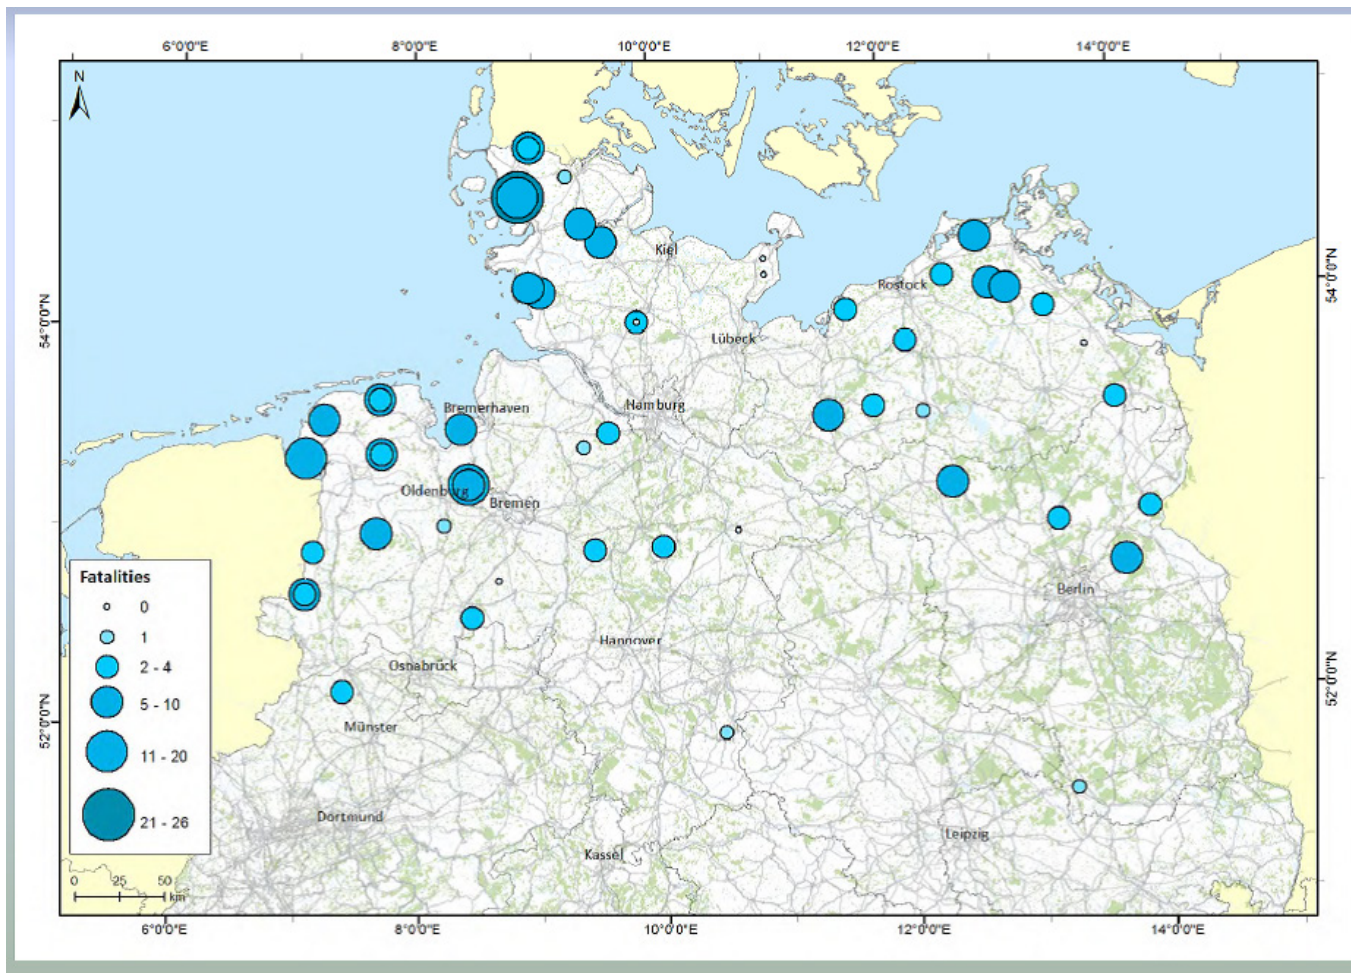 6°0'0"E 8°0'0"E 10°0'0"E 12°0'0"E 14°0'0"E
N
Kiel
54°0'0"N
Rostock
54°0'0"N
Lübeck
Hamburg
Bremerhaven
Oldenburg
Bremen
Fatalities
0
1
2 - 4
5 - 10
11 - 20
21 - 26
Berlin
Hannover
Osnabrück
52°0'0"N
52°0'0"N
Münster
Dortmund
Leipzig
Kassel
0 25 50
km
6°0'0"E 8°0'0"E 10°0'0"E 12°0'0"E 14°0'0"E